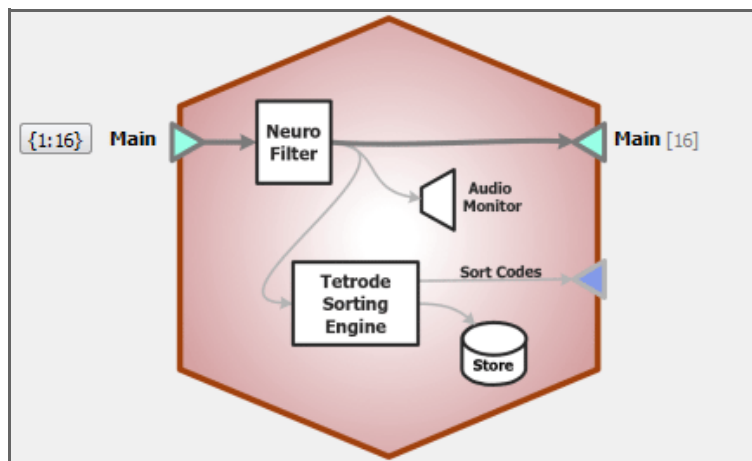 {1:16} Main
Neuro
Filter
Main [16]
Audio
Monitor
Sort Codes
Tetrode
Sorting
Engine
Store